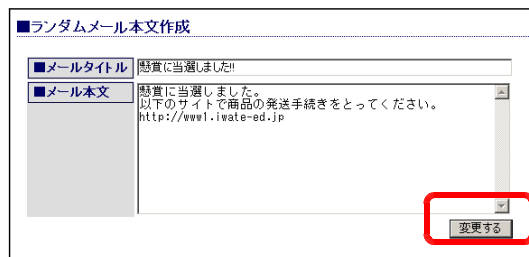 ■ランダムメール本文作成
■メールタイトル 懸賞に当選しました!!
■メール本文 懸賞に当選しました。
以下のサイトで商品の発送手続きをとってください。
http://www1.iwate-ed.jp
変更する